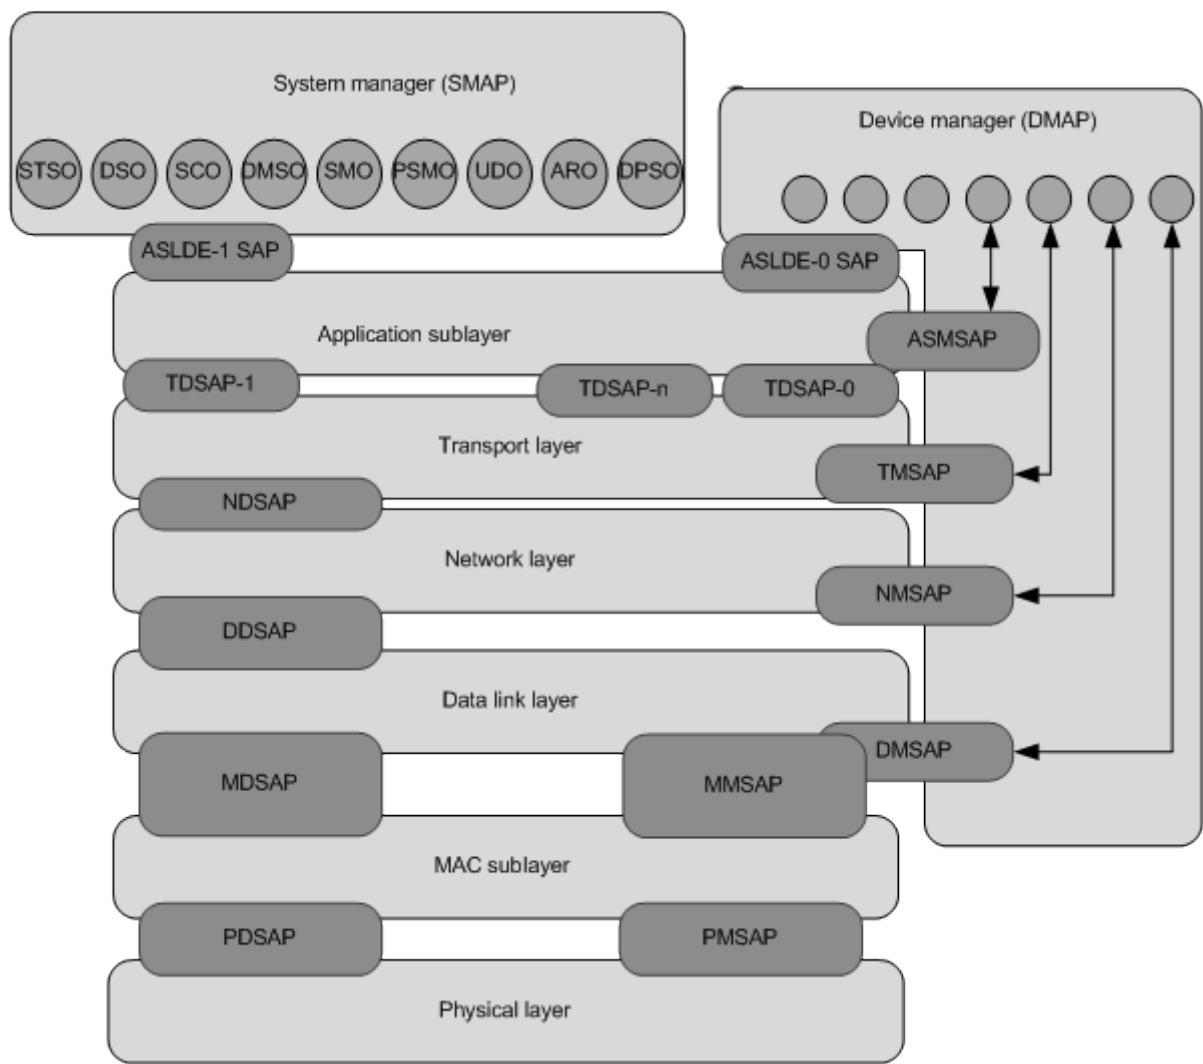 System manager (SMAP)
Device manager (DMAP)
STSO DSO SCO DMSO SMO PSMO UDO ARO DPSO
ASLDE-1 SAP
ASLDE-0 SAP
Application sublayer
ASMSAP
TDSAP-1
TDSAP-n
TDSAP-0
Transport layer
TMSAP
NDSAP
Network layer
NMSAP
DDSAP
Data link layer
DMSAP
MDSAP
MMSAP
MAC sublayer
PDSAP
PMSAP
Physical layer